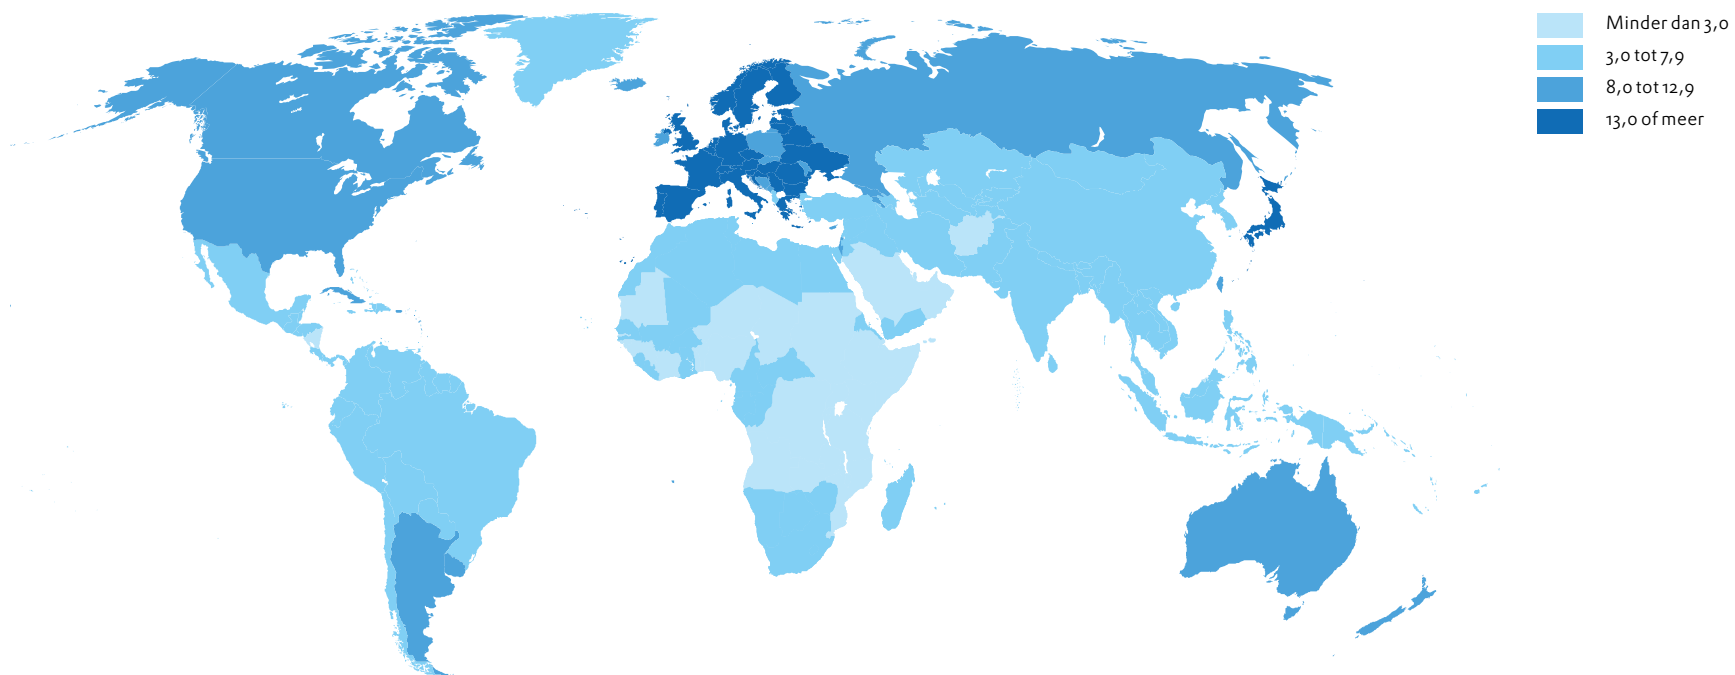 Minder dan 3,0
3,0 tot 7,9
8,0 tot 12,9
13,0 of meer